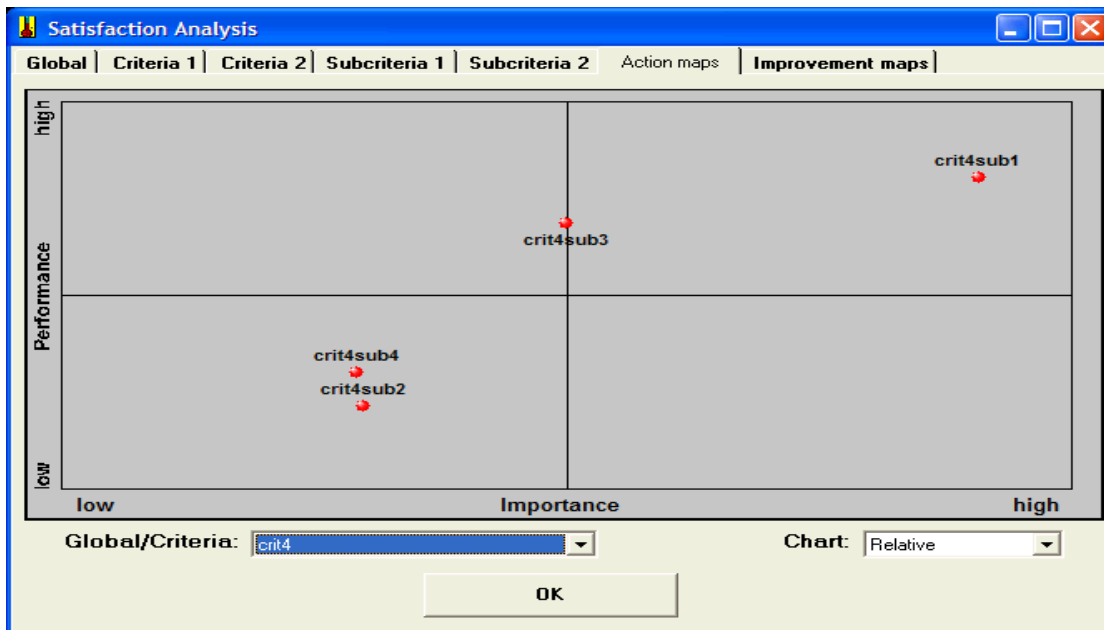 Satisfaction Analysis
Global Criteria 1 Criteria 2 Subcriteria 1 Subcriteria 2 Action maps Improvement maps
high
Performance
low
crit4sub1
crit4sub3
crit4sub4
crit4sub2
low Importance high
Global/Criteria: crit4 Chart: Relative
OK